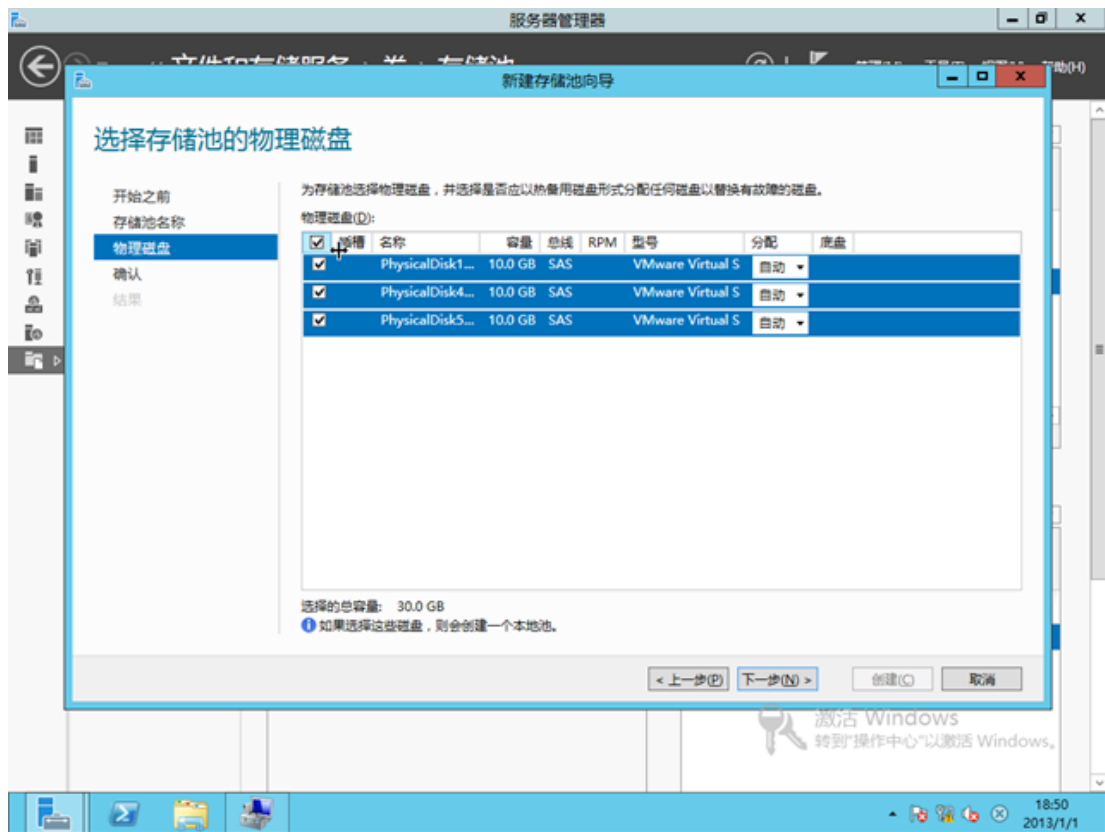 服务器管理器
新建存储池向导
选择存储池的物理磁盘
开始之前
存储池名称
物理磁盘
确认
结果
为存储池选择物理磁盘，并选择是否应以热备用磁盘形式分配任何磁盘以替换有故障的磁盘。
物理磁盘(D):
插槽 名称 容量 总线 RPM 型号 分配 底盘
PhysicalDisk1... 10.0 GB SAS VMware Virtual S 自动
PhysicalDisk4... 10.0 GB SAS VMware Virtual S 自动
PhysicalDisk5... 10.0 GB SAS VMware Virtual S 自动
选择的总容量: 30.0 GB
如果选择这些磁盘，则会创建一个本地池。
< 上一步(P) 下一步(N) > 创建(C) 取消
激活 Windows
转到"操作中心"以激活 Windows。
18:50
2013/1/1